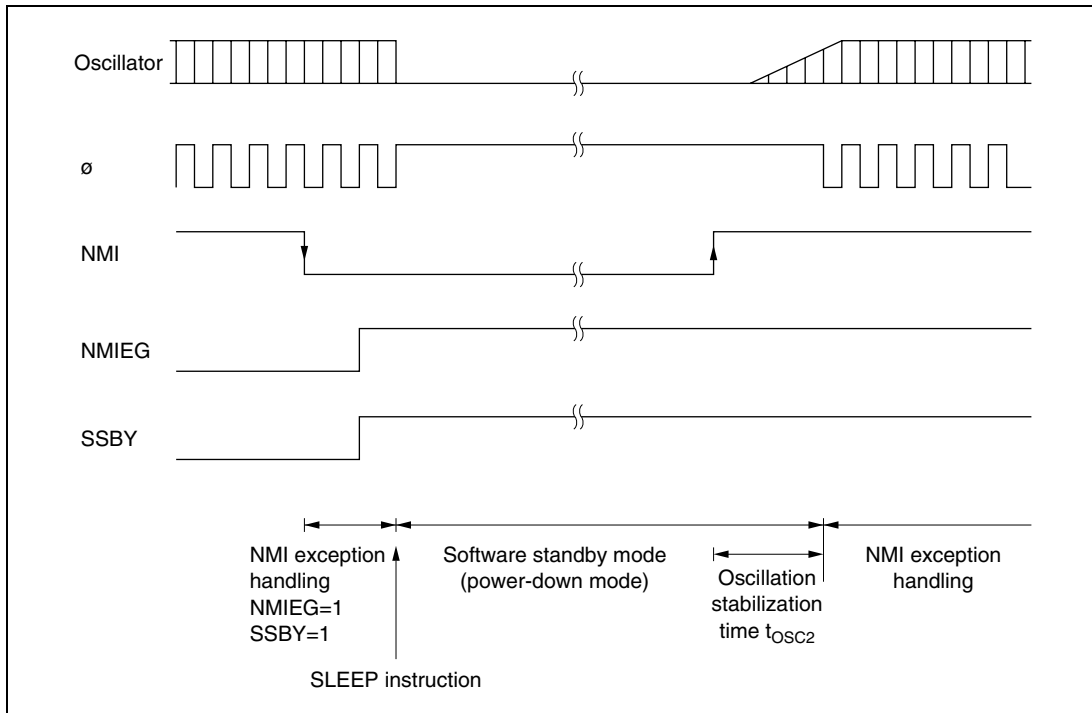 Oscillator
ø
NMI
NMIEG
SSBY
NMI exception
handling
NMIEG=1
SSBY=1
Software standby mode
(power-down mode)
Oscillation
stabilization
time tOSC2
NMI exception
handling
SLEEP instruction